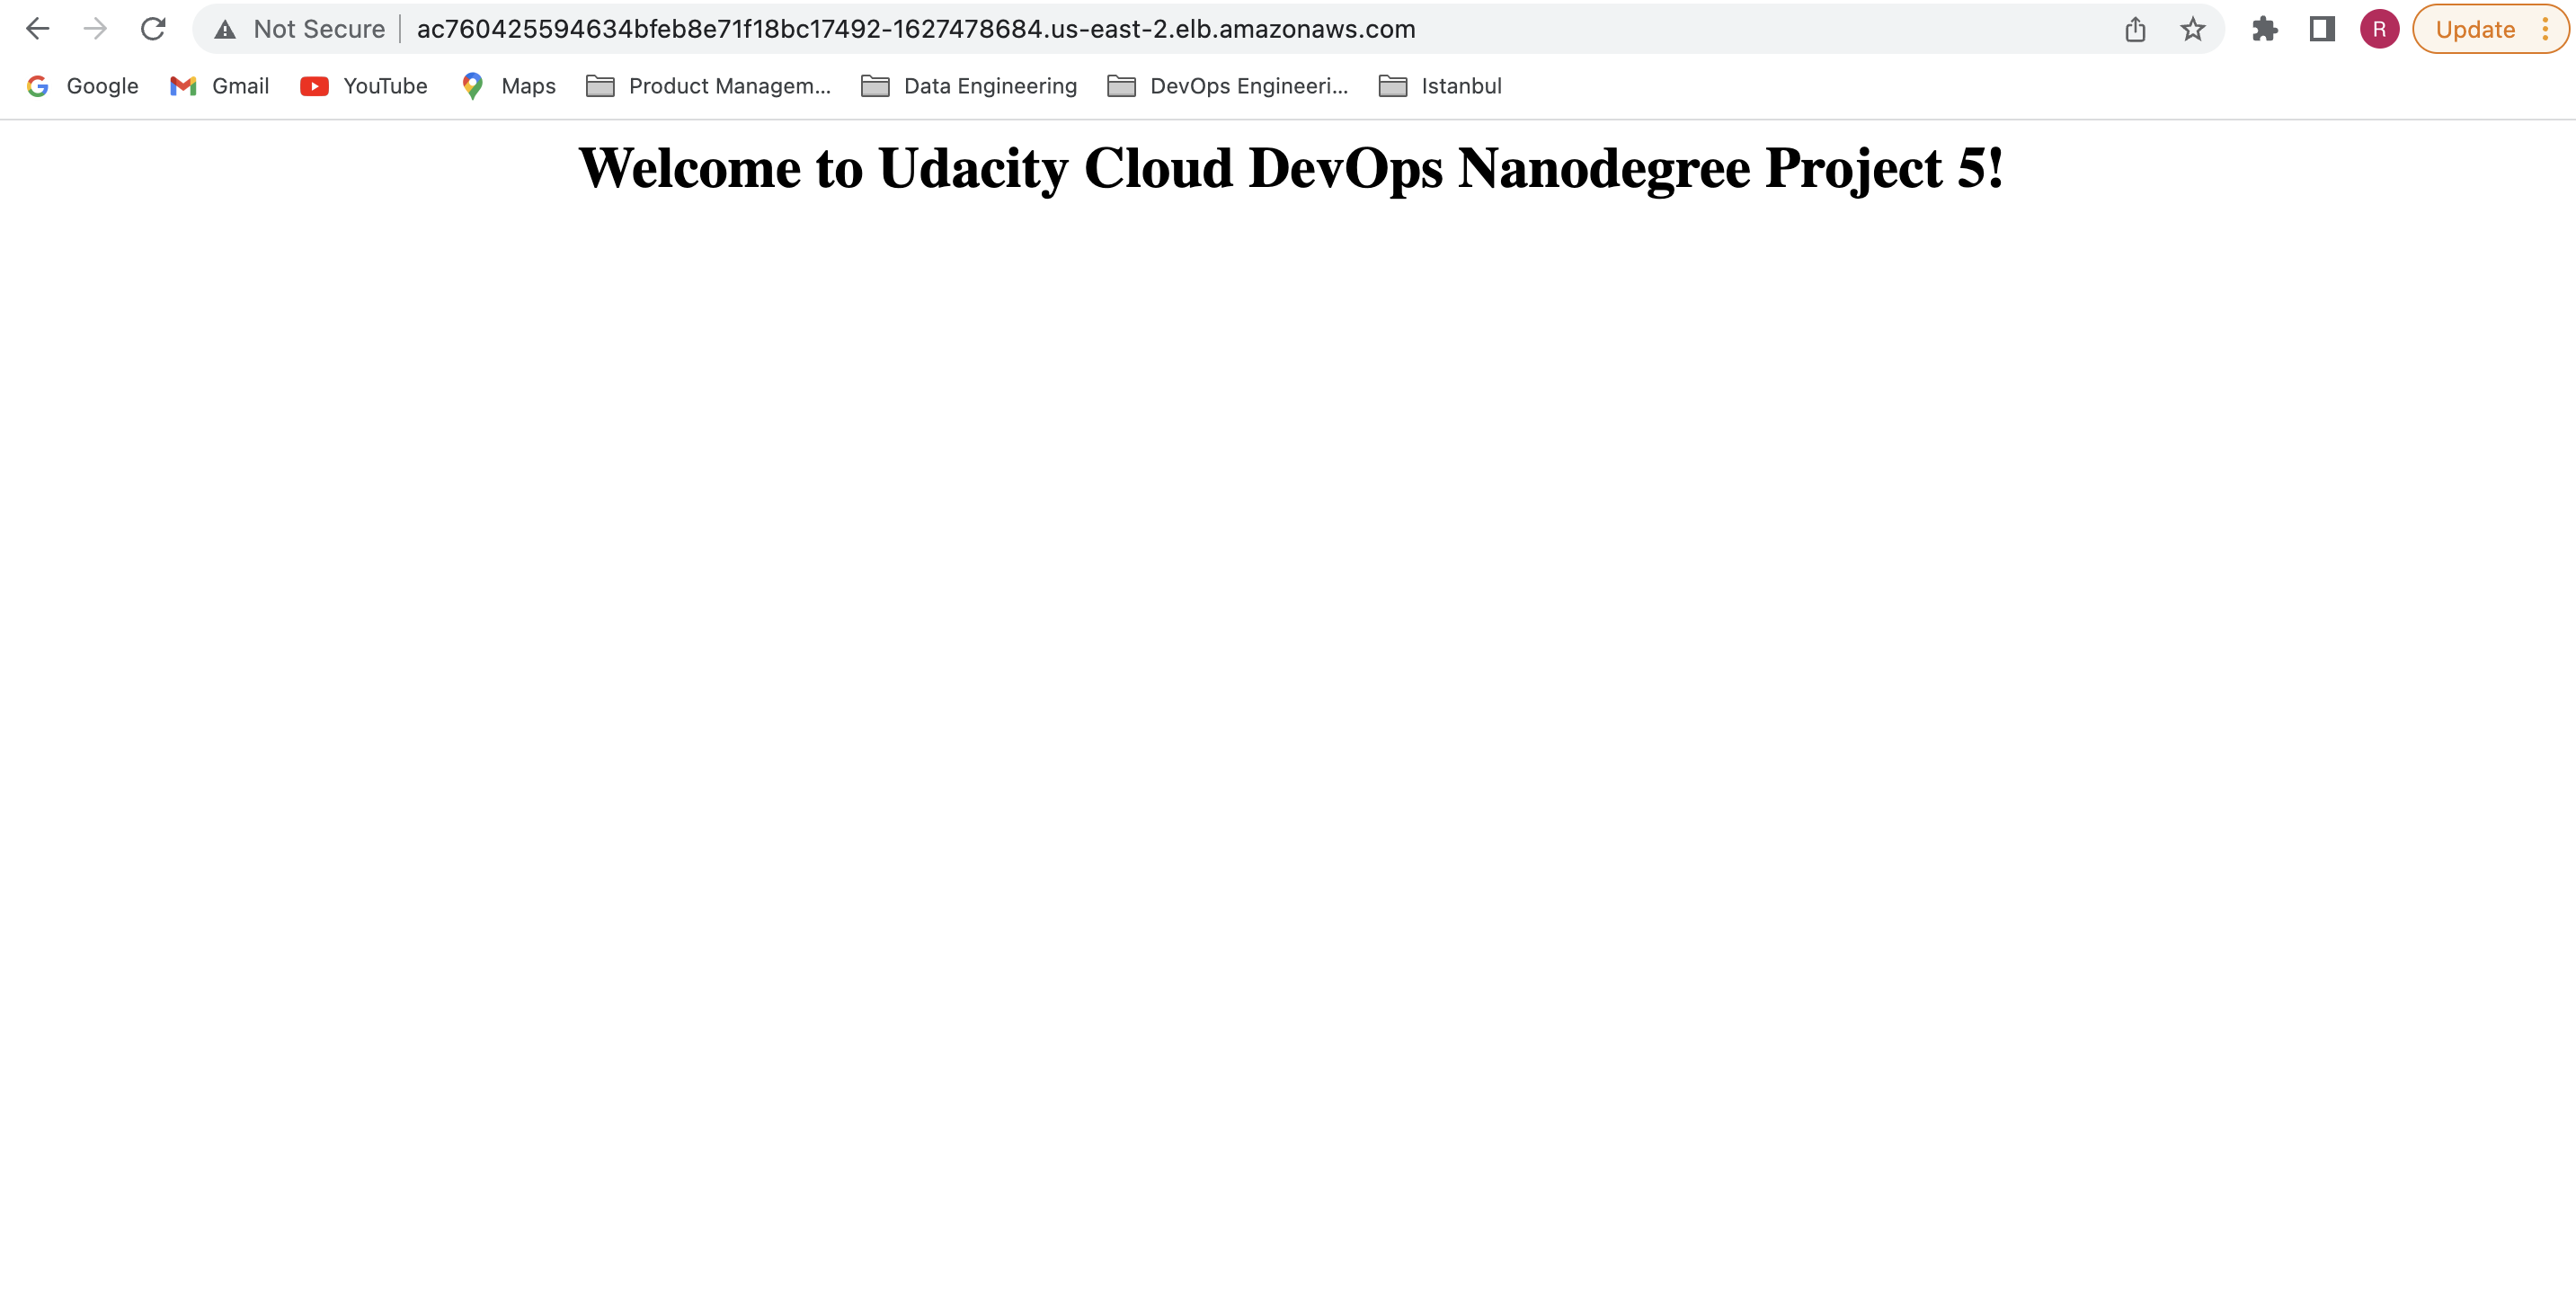 Not Secure ac760425594634bfeb8e71f18bc17492-1627478684.us-east-2.elb.amazonaws.com R Update
Google Gmail YouTube Maps Product Managem... Data Engineering DevOps Engineeri... Istanbul
Welcome to Udacity Cloud DevOps Nanodegree Project 5!